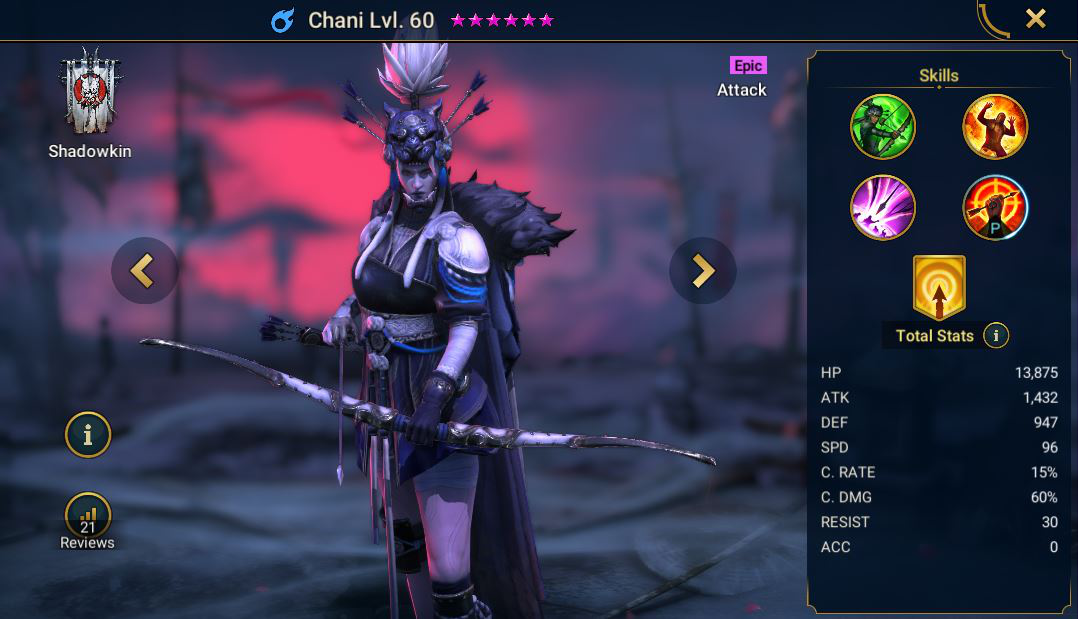 Chani Lvl. 60
Shadowkin
Epic
Attack
21
Reviews
Skills
P
Total Stats
HP 13,875
ATK 1,432
DEF 947
SPD 96
C. RATE 15%
C. DMG 60%
RESIST 30
ACC 0